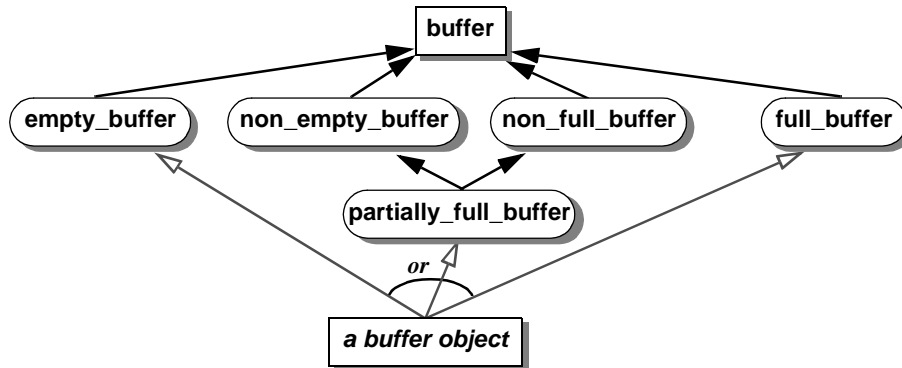 buffer
empty_buffer
non_empty_buffer
non_full_buffer
full_buffer
partially_full_buffer
or
a buffer object